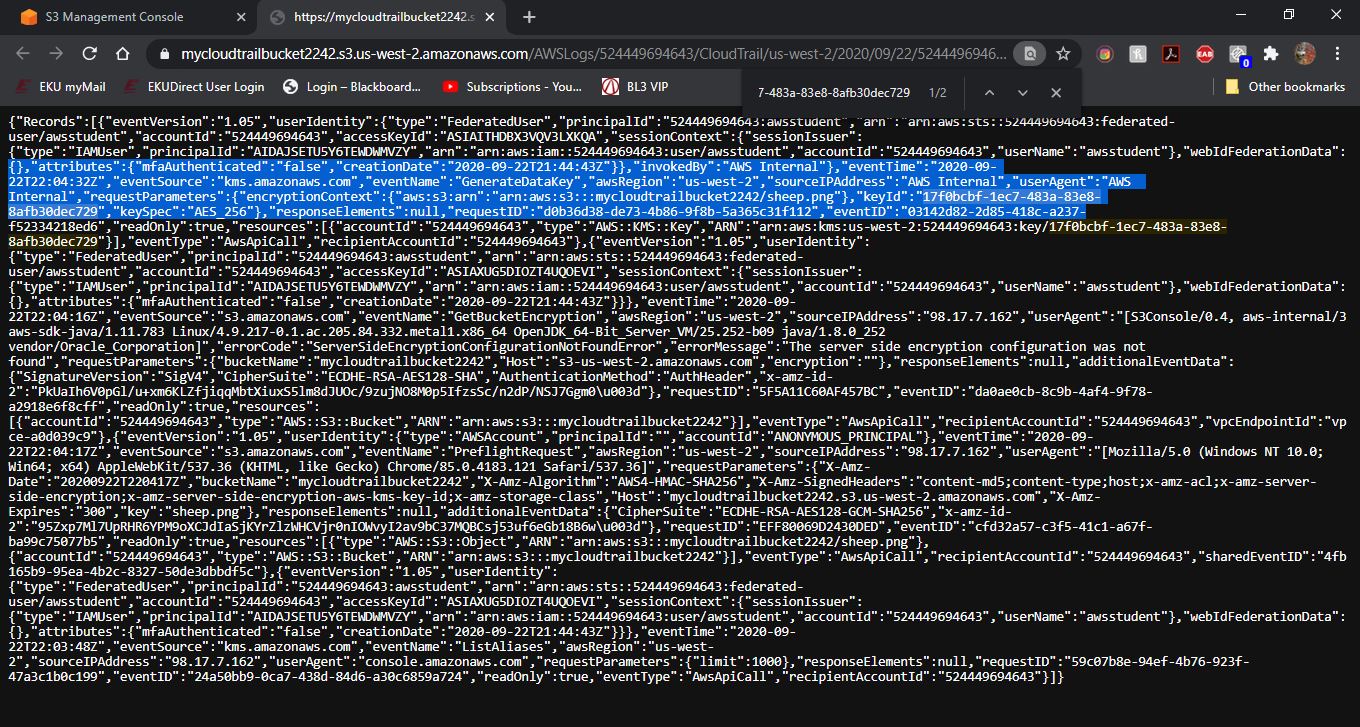 S3 Management Console
https://mycloudtrailbucket2242.s
mycloudtrailbucket2242.s3.us-west-2.amazonaws.com/AWSLogs/524449694643/CloudTrail/us-west-2/2020/09/22/5244496946...
EAB
0
EKU myMail
EKUDirect User Login
Login – Blackboard...
Subscriptions - You...
BL3 VIP
7-483a-83e8-8afb30dec729
1/2
Other bookmarks
{"Records":[{"eventVersion":"1.05","userIdentity":{"type":"FederatedUser","principalId":"524449694643:awsstudent","arn":"arn:aws:sts::524449694643:federated-
user/awsstudent","accountId":"524449694643","accessKeyId":"ASIAITHDBX3VQV3LXKQA","sessionContext":{"sessionIssuer":
{"type":"IAMUser","principalId":"AIDAJSETU5Y6TEWDWMVZY","arn":"arn:aws:iam::524449694643:user/awsstudent","accountId":"524449694643","userName":"awsstudent"},"webIdFederationData":
{},"attributes":{"mfaAuthenticated":"false","creationDate":"2020-09-22T21:44:43Z"}},"invokedBy":"AWS Internal"},"eventTime":"2020-09-
22T22:04:32Z","eventSource":"kms.amazonaws.com","eventName":"GenerateDataKey","awsRegion":"us-west-2","sourceIPAddress":"AWS Internal","userAgent":"AWS
Internal","requestParameters":{"encryptionContext":{"aws:s3:arn":"arn:aws:s3:::mycloudtrailbucket2242/sheep.png"},"keyId":"17f0bcbf-1ec7-483a-83e8-
8afb30dec729","keySpec":"AES_256"},"responseElements":null,"requestID":"d0b36d38-de73-4b86-9f8b-5a365c31f112","eventID":"03142d82-2d85-418c-a237-
f52334218ed6","readOnly":true,"resources":[{"accountId":"524449694643","type":"AWS::KMS::Key","ARN":"arn:aws:kms:us-west-2:524449694643:key/17f0bcbf-1ec7-483a-83e8-
8afb30dec729"}],"eventType":"AwsApiCall","recipientAccountId":"524449694643"},{"eventVersion":"1.05","userIdentity":
{"type":"FederatedUser","principalId":"524449694643:awsstudent","arn":"arn:aws:sts::524449694643:federated-
user/awsstudent","accountId":"524449694643","accessKeyId":"ASIAXUG5DIOZT4UQOEVI","sessionContext":{"sessionIssuer":
{"type":"IAMUser","principalId":"AIDAJSETU5Y6TEWDWMVZY","arn":"arn:aws:iam::524449694643:user/awsstudent","accountId":"524449694643","userName":"awsstudent"},"webIdFederationData":
{},"attributes":{"mfaAuthenticated":"false","creationDate":"2020-09-22T21:44:43Z"}}},"eventTime":"2020-09-
22T22:04:16Z","eventSource":"s3.amazonaws.com","eventName":"GetBucketEncryption","awsRegion":"us-west-2","sourceIPAddress":"98.17.7.162","userAgent":"[S3Console/0.4, aws-internal/3
aws-sdk-java/1.11.783 Linux/4.9.217-0.1.ac.205.84.332.metal1.x86_64 OpenJDK_64-Bit_Server_VM/25.252-b09 java/1.8.0_252
vendor/Oracle_Corporation]","errorCode":"ServerSideEncryptionConfigurationNotFoundError","errorMessage":"The server side encryption configuration was not
found","requestParameters":{"bucketName":"mycloudtrailbucket2242","Host":"s3-us-west-2.amazonaws.com","encryption":""},"responseElements":null,"additionalEventData":
{"SignatureVersion":"SigV4","CipherSuite":"ECDHE-RSA-AES128-SHA","AuthenticationMethod":"AuthHeader","x-amz-id-
2":"PkUaIh6V0pGl/u+xm6KLZfjiqqMbtXiuxS5lm8dJUOc/9zujNO8M0p5IfzsSc/n2dP/NSJ7Ggm0\u003d"},"requestID":"5F5A11C60AF457BC","eventID":"da0ae0cb-8c9b-4af4-9f78-
a2918e6f8cff","readOnly":true,"resources":
[{"accountId":"524449694643","type":"AWS::S3::Bucket","ARN":"arn:aws:s3:::mycloudtrailbucket2242"}],"eventType":"AwsApiCall","recipientAccountId":"524449694643","vpcEndpointId":"vp
ce-a0d039c9"},{"eventVersion":"1.05","userIdentity":{"type":"AWSAccount","principalId":"","accountId":"ANONYMOUS_PRINCIPAL"},"eventTime":"2020-09-
22T22:04:17Z","eventSource":"s3.amazonaws.com","eventName":"PreflightRequest","awsRegion":"us-west-2","sourceIPAddress":"98.17.7.162","userAgent":"[Mozilla/5.0 (Windows NT 10.0;
Win64; x64) AppleWebKit/537.36 (KHTML, like Gecko) Chrome/85.0.4183.121 Safari/537.36]","requestParameters":{"X-Amz-
Date":"20200922T220417Z","bucketName":"mycloudtrailbucket2242","X-Amz-Algorithm":"AWS4-HMAC-SHA256","X-Amz-SignedHeaders":"content-md5;content-type;host;x-amz-acl;x-amz-server-
side-encryption;x-amz-server-side-encryption-aws-kms-key-id;x-amz-storage-class","Host":"mycloudtrailbucket2242.s3.us-west-2.amazonaws.com","X-Amz-
Expires":"300","key":"sheep.png"},"responseElements":null,"additionalEventData":{"CipherSuite":"ECDHE-RSA-AES128-GCM-SHA256","x-amz-id-
2":"95Zxp7Ml7UpRHR6YPM9oXCJdIaSjKYrZlzWHCVjr0nIOWvyI2av9bC37MQBCsj53uf6eGb18B6w\u003d"},"requestID":"EFF80069D2430DED","eventID":"cfd32a57-c3f5-41c1-a67f-
ba99c75077b5","readOnly":true,"resources":[{"type":"AWS::S3::Object","ARN":"arn:aws:s3:::mycloudtrailbucket2242/sheep.png"},
{"accountId":"524449694643","type":"AWS::S3::Bucket","ARN":"arn:aws:s3:::mycloudtrailbucket2242"}],"eventType":"AwsApiCall","recipientAccountId":"524449694643","sharedEventID":"4fb
165b9-95ea-4b2c-8327-50de3dbbdf5c"},{"eventVersion":"1.05","userIdentity":
{"type":"FederatedUser","principalId":"524449694643:awsstudent","arn":"arn:aws:sts::524449694643:federated-
user/awsstudent","accountId":"524449694643","accessKeyId":"ASIAXUG5DIOZT4UQOEVI","sessionContext":{"sessionIssuer":
{"type":"IAMUser","principalId":"AIDAJSETU5Y6TEWDWMVZY","arn":"arn:aws:iam::524449694643:user/awsstudent","accountId":"524449694643","userName":"awsstudent"},"webIdFederationData":
{},"attributes":{"mfaAuthenticated":"false","creationDate":"2020-09-22T21:44:43Z"}}},"eventTime":"2020-09-
22T22:03:48Z","eventSource":"kms.amazonaws.com","eventName":"ListAliases","awsRegion":"us-west-
2","sourceIPAddress":"98.17.7.162","userAgent":"console.amazonaws.com","requestParameters":{"limit":1000},"responseElements":null,"requestID":"59c07b8e-94ef-4b76-923f-
47a3c1b0c199","eventID":"24a50bb9-0ca7-438d-84d6-a30c6859a724","readOnly":true,"eventType":"AwsApiCall","recipientAccountId":"524449694643"}]}